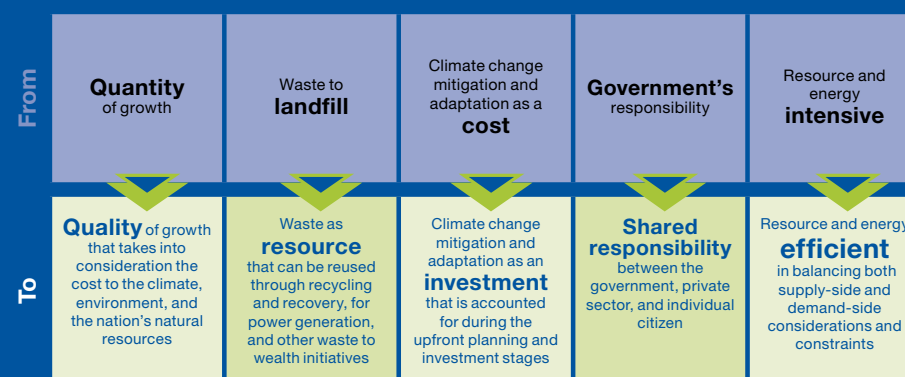 From
Quantity
of growth
Waste to
landfill
Climate change
mitigation and
adaptation as a
cost
Government's
responsibility
Resource and
energy
intensive
To
Quality of growth
that takes into
consideration the
cost to the climate,
environment, and
the nation's natural
resources
Waste as
resource
that can be reused
through recycling
and recovery, for
power generation,
and other waste to
wealth initiatives
Climate change
mitigation and
adaptation as an
investment
that is accounted
for during the
upfront planning and
investment stages
Shared
responsibility
between the
government, private
sector, and individual
citizen
Resource and energy
efficient
in balancing both
supply-side and
demand-side
considerations and
constraints